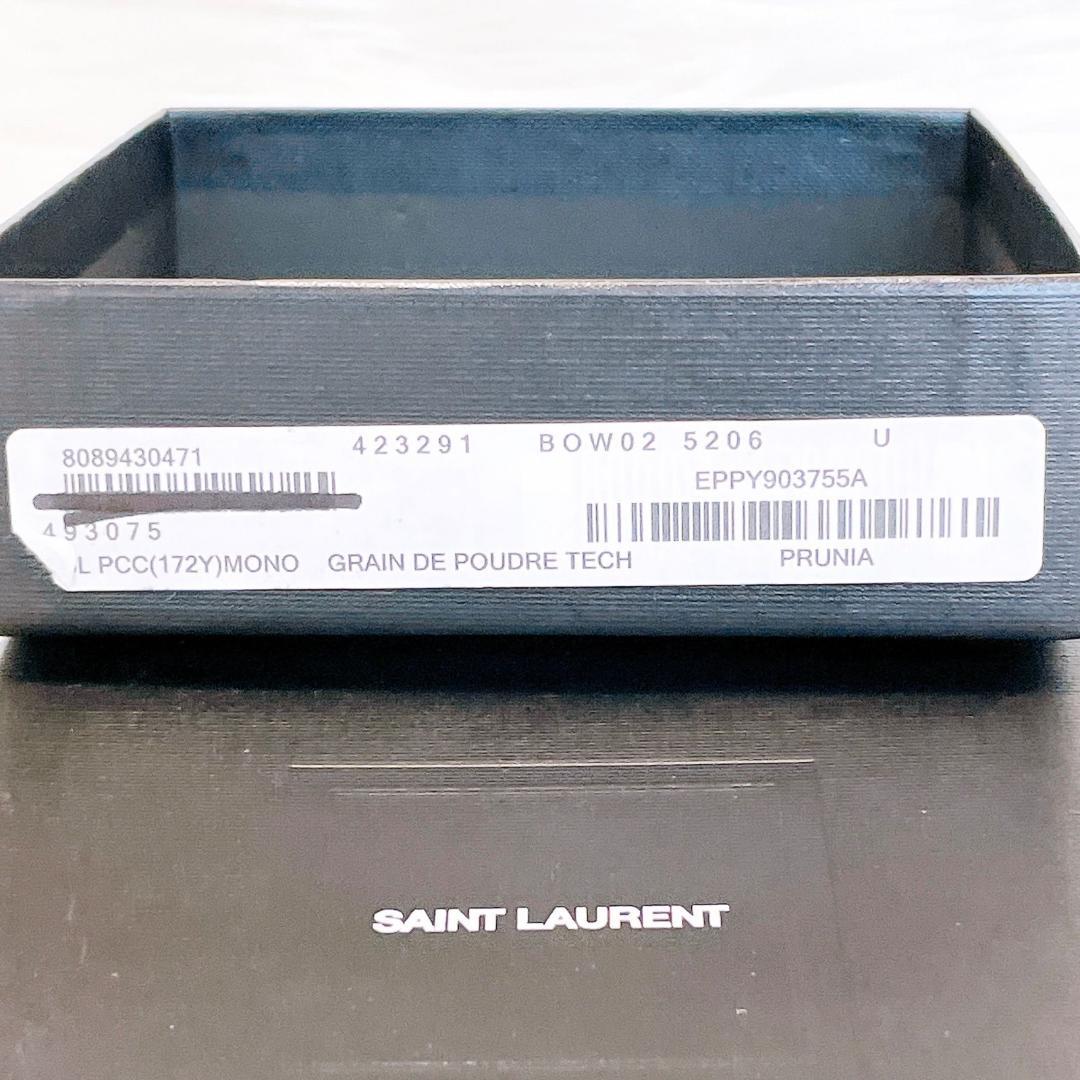 423291 BOW02 5206 U
8089430471
EPPY903755A
493075
L PCC(172Y)MONO GRAIN DE POUDRE TECH PRUNIA
SAINT LAURENT